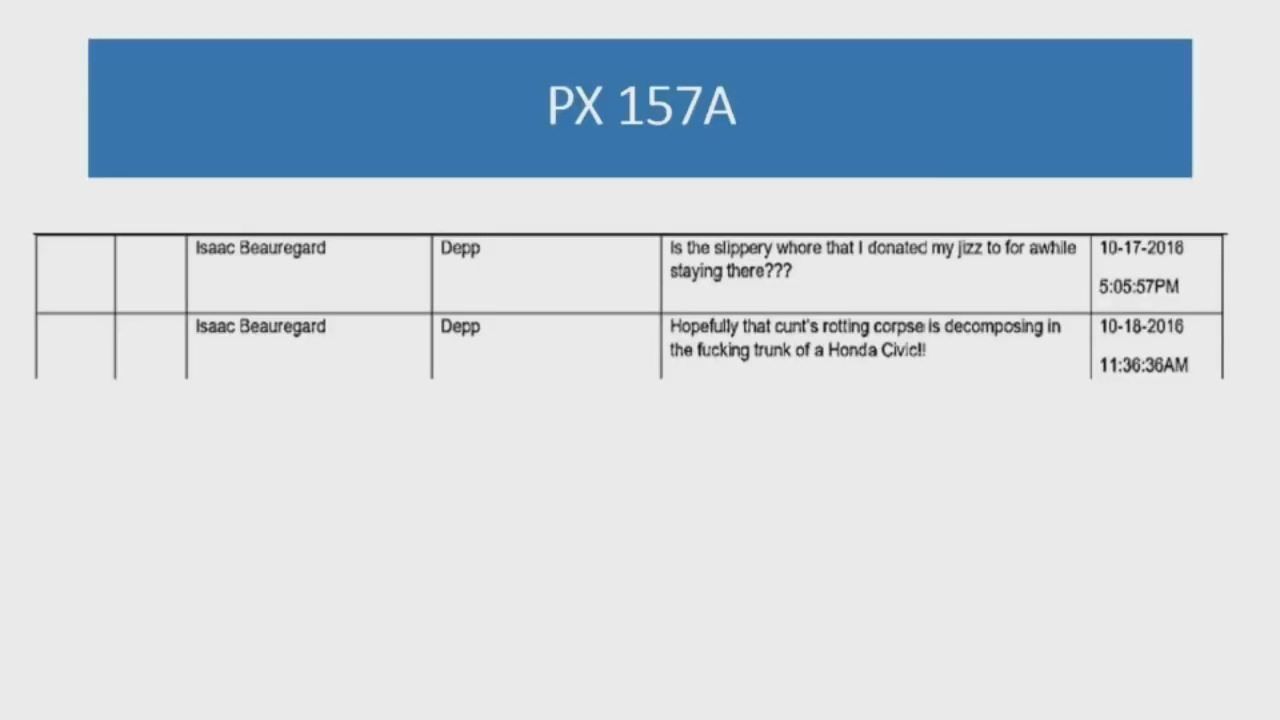 PX 157A
Isaac Beauregard
Depp
Is the slippery whore that I donated my jizz to for awhile
staying there???
10-17-2016
5:05:57PM
Isaac Beauregard
Depp
Hopefully that cunt's rotting corpse is decomposing in
the fucking trunk of a Honda Civic!!
10-18-2016
11:36:36AM